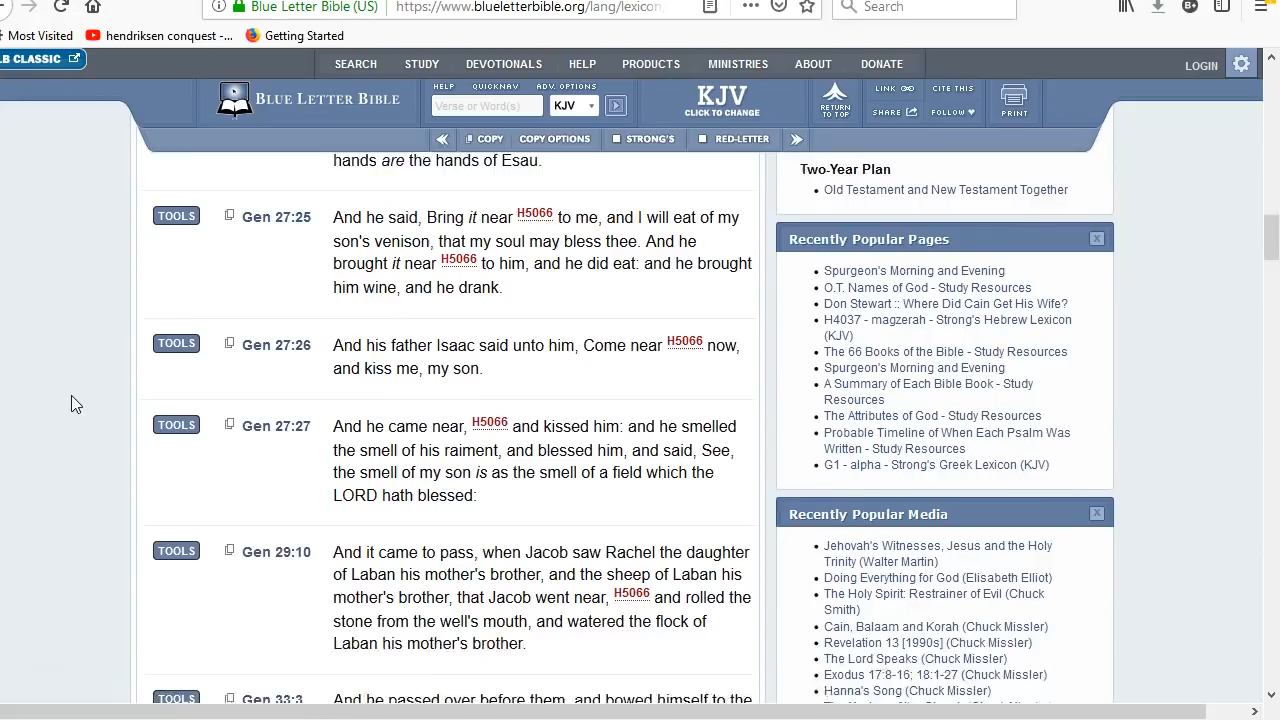 Blue Letter Bible (US)
https://www.blueletterbible.org/lang/lexicon
Search
Most Visited
hendriksen conquest -...
Getting Started
LB CLASSIC
SEARCH STUDY DEVOTIONALS HELP PRODUCTS MINISTRIES ABOUT DONATE
LOGIN
BLUE LETTER BIBLE
HELP QUICKNAV ADV. OPTIONS
Verse or Word(s) KJV
KJV
CLICK TO CHANGE
RETURN
TO TOP
LINK CITE THIS
SHARE FOLLOW
PRINT
COPY COPY OPTIONS STRONG'S RED-LETTER
hands are the hands of Esau.
TOOLS Gen 27:25
And he said, Bring it near H5066 to me, and I will eat of my
son's venison, that my soul may bless thee. And he
brought it near H5066 to him, and he did eat: and he brought
him wine, and he drank.
TOOLS Gen 27:26
And his father Isaac said unto him, Come near H5066 now,
and kiss me, my son.
TOOLS Gen 27:27
And he came near, H5066 and kissed him: and he smelled
the smell of his raiment, and blessed him, and said, See,
the smell of my son is as the smell of a field which the
LORD hath blessed:
TOOLS Gen 29:10
And it came to pass, when Jacob saw Rachel the daughter
of Laban his mother's brother, and the sheep of Laban his
mother's brother, that Jacob went near, H5066 and rolled the
stone from the well's mouth, and watered the flock of
Laban his mother's brother.
TOOLS Gen 33:3
And he passed over before them, and bowed himself to the
Two-Year Plan
• Old Testament and New Testament Together
Recently Popular Pages
• Spurgeon's Morning and Evening
• O.T. Names of God - Study Resources
• Don Stewart :: Where Did Cain Get His Wife?
• H4037 - magzerah - Strong's Hebrew Lexicon
(KJV)
• The 66 Books of the Bible - Study Resources
• Spurgeon's Morning and Evening
• A Summary of Each Bible Book - Study
Resources
• The Attributes of God - Study Resources
• Probable Timeline of When Each Psalm Was
Written - Study Resources
• G1 - alpha - Strong's Greek Lexicon (KJV)
Recently Popular Media
• Jehovah's Witnesses, Jesus and the Holy
Trinity (Walter Martin)
• Doing Everything for God (Elisabeth Elliot)
• The Holy Spirit: Restrainer of Evil (Chuck
Smith)
• Cain, Balaam and Korah (Chuck Missler)
• Revelation 13 [1990s] (Chuck Missler)
• The Lord Speaks (Chuck Missler)
• Exodus 17:8-16; 18:1-27 (Chuck Missler)
• Hanna's Song (Chuck Missler)